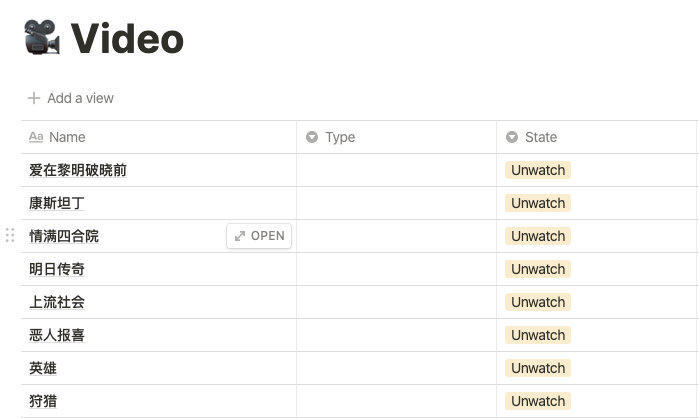 Video
Add a view
Aa Name Type State
爱在黎明破晓前 Unwatch
康斯坦丁 Unwatch
情满四合院 OPEN Unwatch
明日传奇 Unwatch
上流社会 Unwatch
恶人报喜 Unwatch
英雄 Unwatch
狩猎 Unwatch